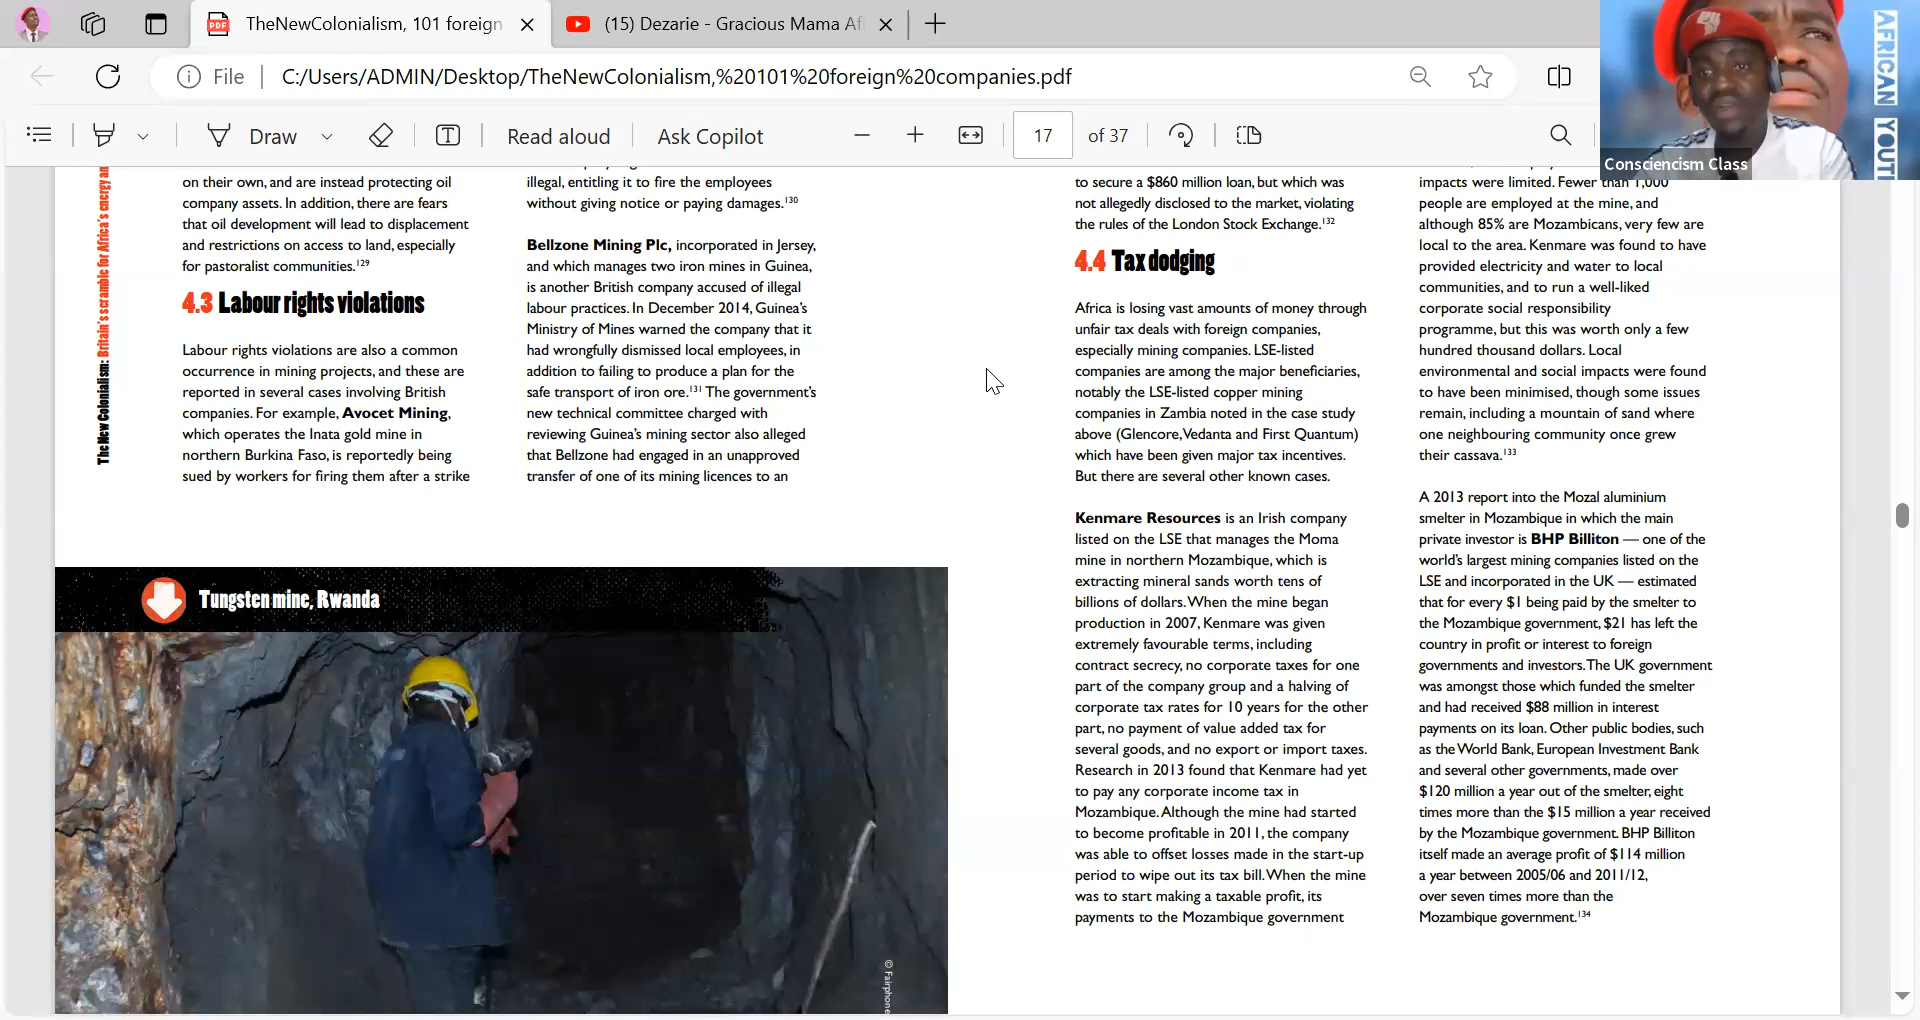 TheNewColonialism, 101 foreign
(15) Dezarie - Gracious Mama Af
File
C:/Users/ADMIN/Desktop/TheNewColonialism,%20101%20foreign%20companies.pdf
Draw
Read aloud
Ask Copilot
17
of 37
AFRICAN YOUT
Consciencism Class
The New Colonialism: Britain's scramble for Africa's energy an
on their own, and are instead protecting oil
company assets. In addition, there are fears
that oil development will lead to displacement
and restrictions on access to land, especially
for pastoralist communities.129
4.3 Labour rights violations
Labour rights violations are also a common
occurrence in mining projects, and these are
reported in several cases involving British
companies. For example, Avocet Mining,
which operates the Inata gold mine in
northern Burkina Faso, is reportedly being
sued by workers for firing them after a strike
illegal, entitling it to fire the employees
without giving notice or paying damages.130
Bellzone Mining Plc, incorporated in Jersey,
and which manages two iron mines in Guinea,
is another British company accused of illegal
labour practices. In December 2014, Guinea's
Ministry of Mines warned the company that it
had wrongfully dismissed local employees, in
addition to failing to produce a plan for the
safe transport of iron ore.131 The government's
new technical committee charged with
reviewing Guinea's mining sector also alleged
that Bellzone had engaged in an unapproved
transfer of one of its mining licences to an
Tungsten mine, Rwanda
© Fairphone
to secure a $860 million loan, but which was
not allegedly disclosed to the market, violating
the rules of the London Stock Exchange.132
4.4 Tax dodging
Africa is losing vast amounts of money through
unfair tax deals with foreign companies,
especially mining companies. LSE-listed
companies are among the major beneficiaries,
notably the LSE-listed copper mining
companies in Zambia noted in the case study
above (Glencore, Vedanta and First Quantum)
which have been given major tax incentives.
But there are several other known cases.
Kenmare Resources is an Irish company
listed on the LSE that manages the Moma
mine in northern Mozambique, which is
extracting mineral sands worth tens of
billions of dollars. When the mine began
production in 2007, Kenmare was given
extremely favourable terms, including
contract secrecy, no corporate taxes for one
part of the company group and a halving of
corporate tax rates for 10 years for the other
part, no payment of value added tax for
several goods, and no export or import taxes.
Research in 2013 found that Kenmare had yet
to pay any corporate income tax in
Mozambique. Although the mine had started
to become profitable in 2011, the company
was able to offset losses made in the start-up
period to wipe out its tax bill. When the mine
was to start making a taxable profit, its
payments to the Mozambique government
impacts were limited. Fewer than 1,000
people are employed at the mine, and
although 85% are Mozambicans, very few are
local to the area. Kenmare was found to have
provided electricity and water to local
communities, and to run a well-liked
corporate social responsibility
programme, but this was worth only a few
hundred thousand dollars. Local
environmental and social impacts were found
to have been minimised, though some issues
remain, including a mountain of sand where
one neighbouring community once grew
their cassava.133
A 2013 report into the Mozal aluminium
smelter in Mozambique in which the main
private investor is BHP Billiton — one of the
world's largest mining companies listed on the
LSE and incorporated in the UK — estimated
that for every $1 being paid by the smelter to
the Mozambique government, $21 has left the
country in profit or interest to foreign
governments and investors. The UK government
was amongst those which funded the smelter
and had received $88 million in interest
payments on its loan. Other public bodies, such
as the World Bank, European Investment Bank
and several other governments, made over
$120 million a year out of the smelter, eight
times more than the $15 million a year received
by the Mozambique government. BHP Billiton
itself made an average profit of $114 million
a year between 2005/06 and 2011/12,
over seven times more than the
Mozambique government.134